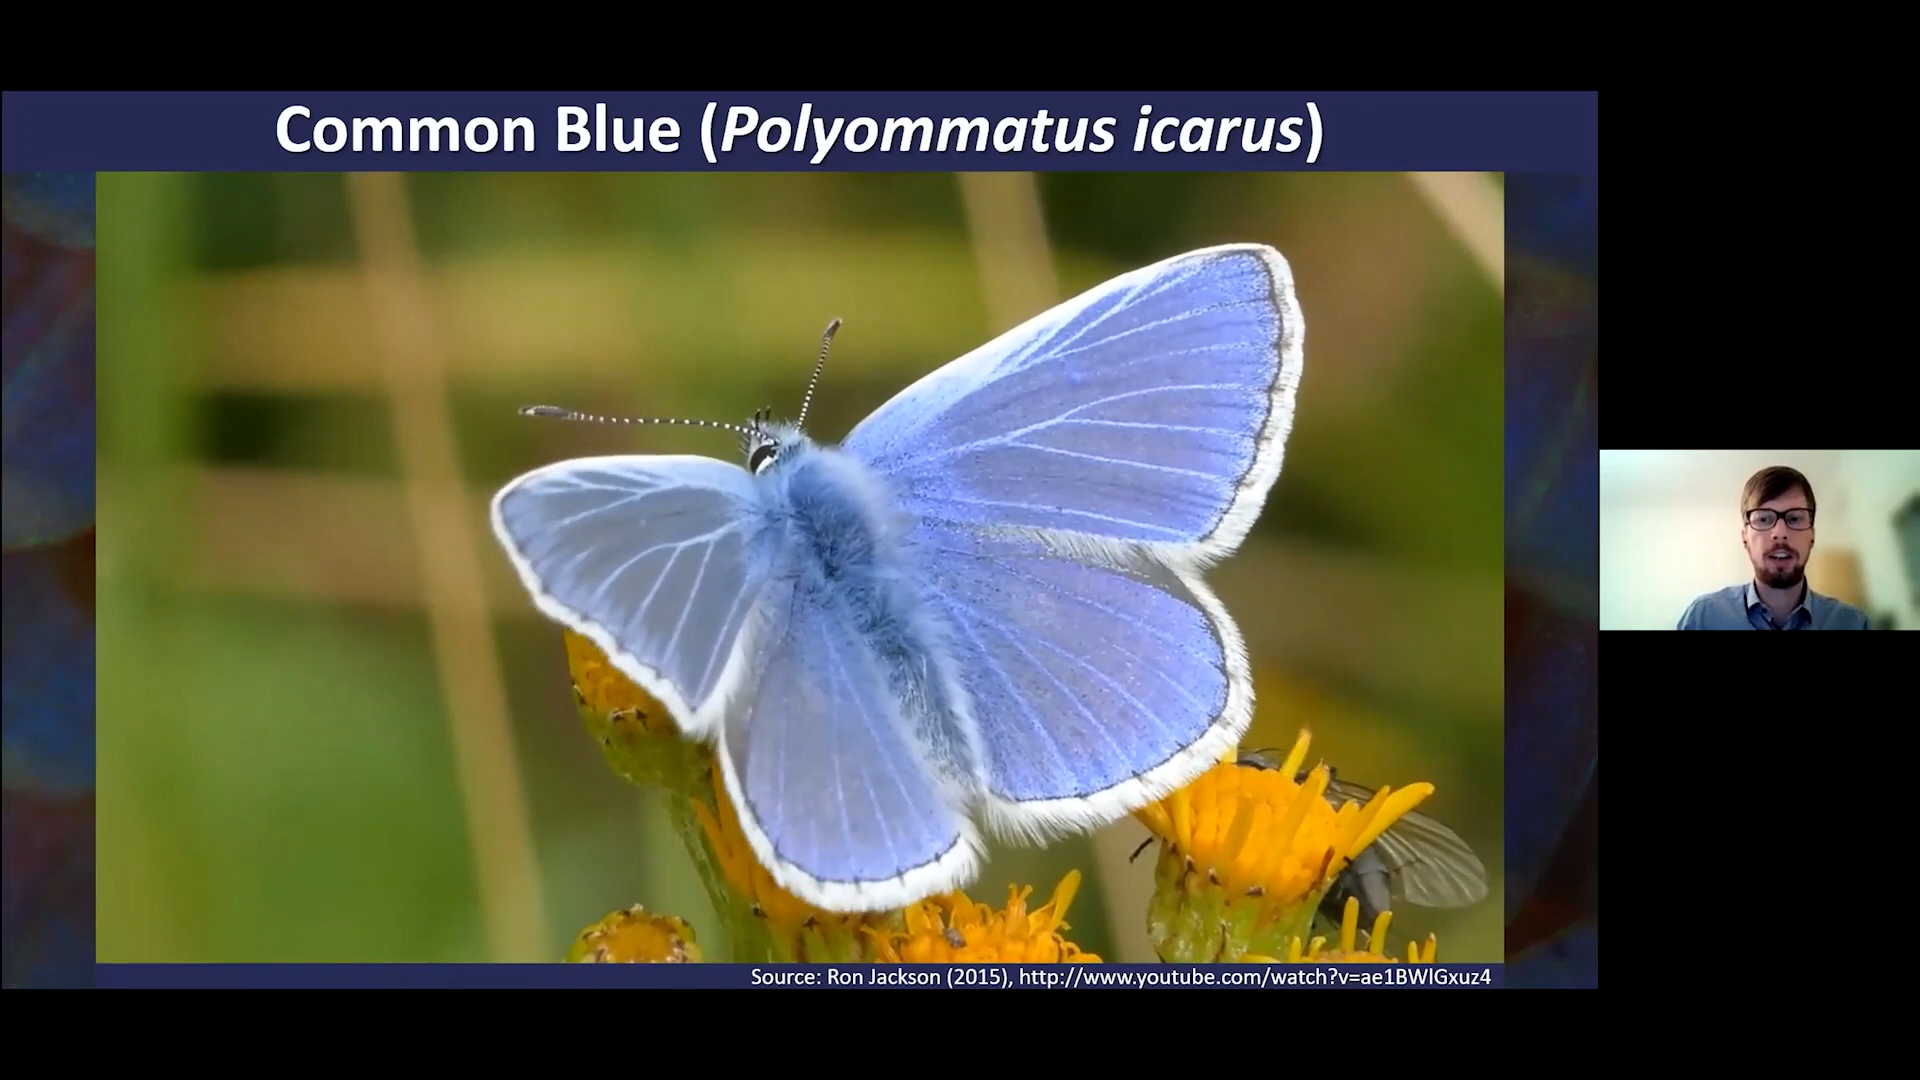 Common Blue (Polyommatus icarus)
Source: Ron Jackson (2015), http://www.youtube.com/watch?v=ae1BWlGxuz4